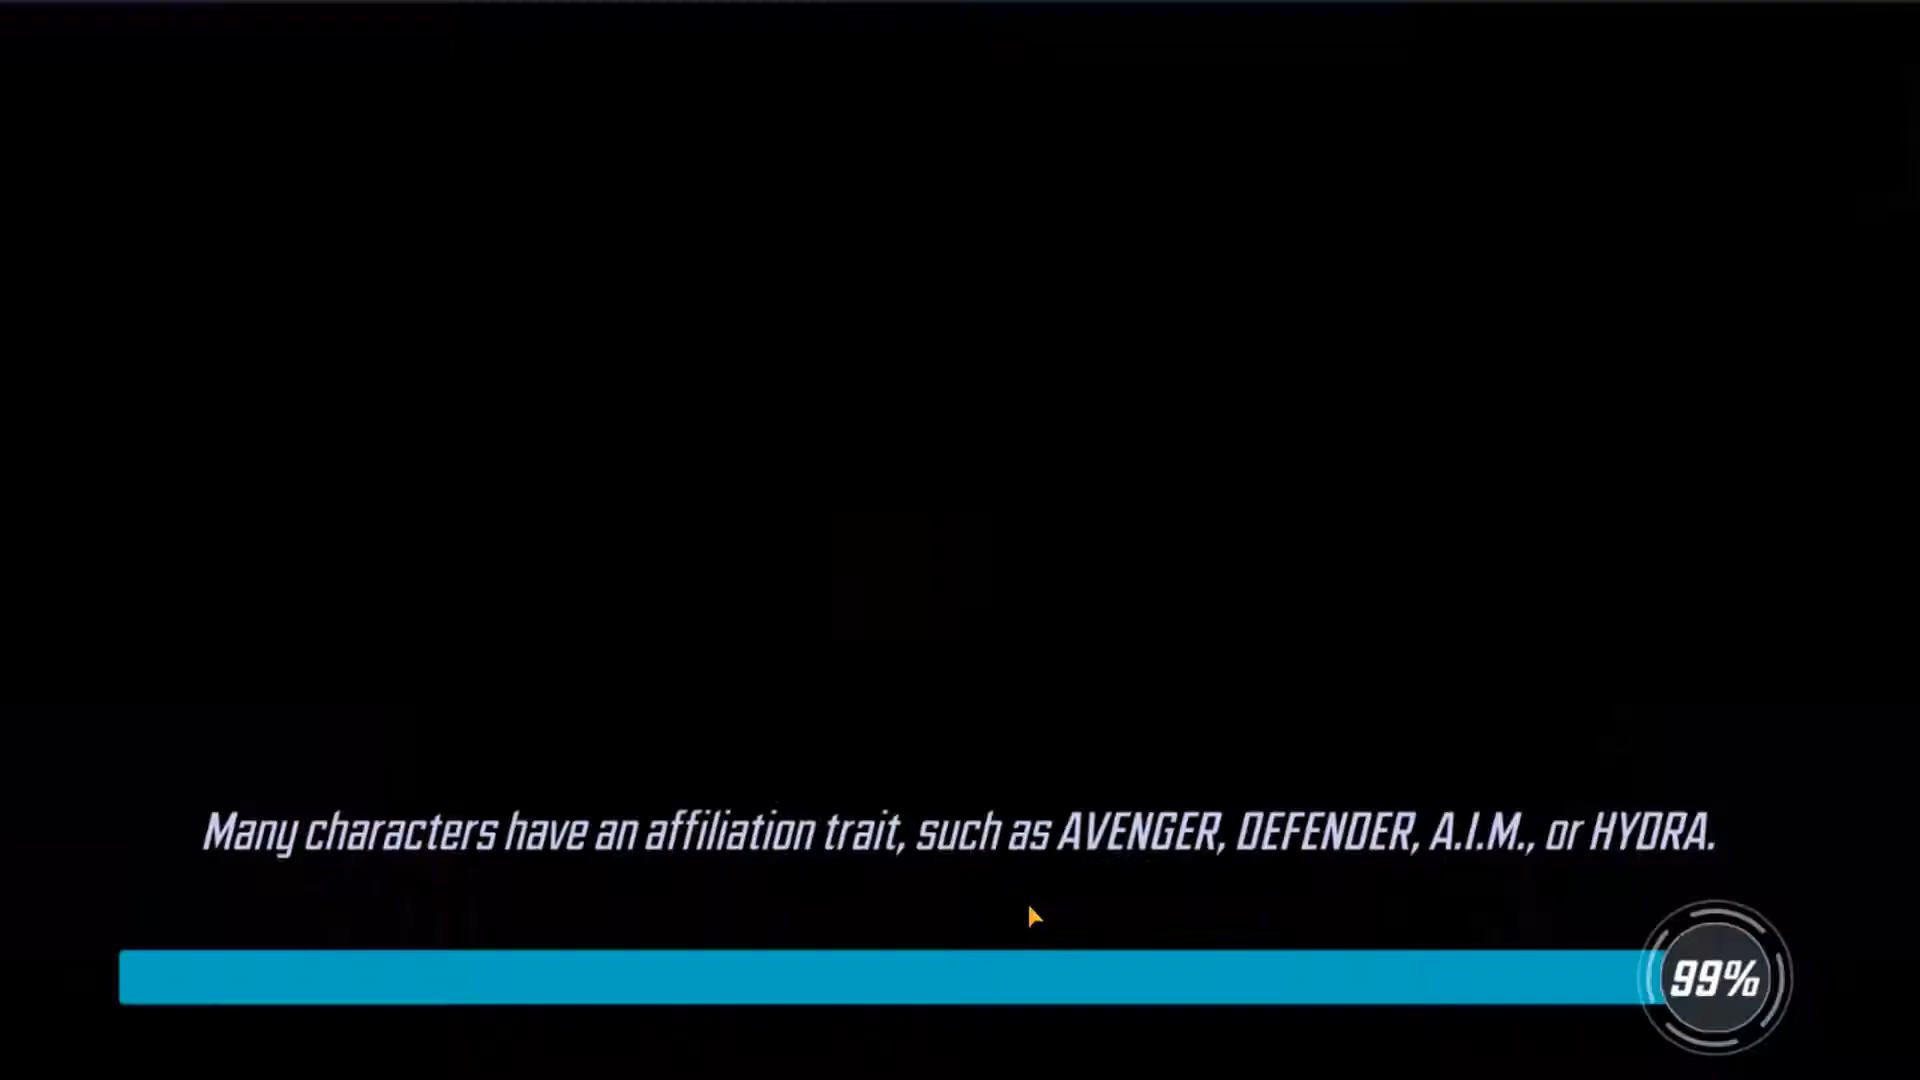 Many characters have an affiliation trait, such as AVENGER, DEFENDER, A.I.M., or HYDRA.
99%